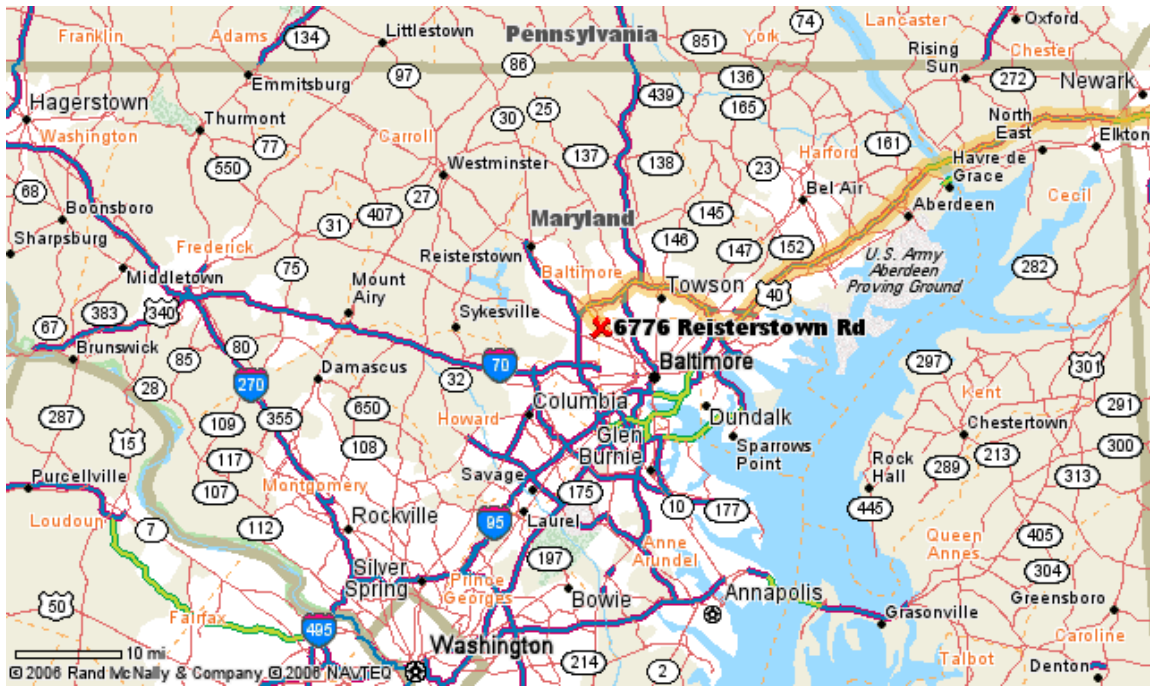 Franklin
Adams
134
Littlestown
Pennsylvania
851
York
74
Lancaster
Oxford
Chester
Rising
Sun
Emmitsburg
97
86
136
272
Newark
439
165
Hagerstown
Washington
Thurmont
77
550
Carroll
30
25
137
138
23
Harford
161
North
East
Elkton
Havre de
Grace
Westminster
68
Boonsboro
27
407
31
Maryland
145
146
147
152
Bel Air
Aberdeen
Cecil
Sharpsburg
Frederick
75
Reisterstown
Baltimore
U.S. Army
Aberdeen
Proving Ground
282
Middletown
Mount
Airy
Towson
40
340
383
67
Sykesville
6776 Reisterstown Rd
Brunswick
85
80
70
Baltimore
297
301
28
270
Damascus
32
Kent
287
355
650
Columbia
Howard
Dundalk
291
15
109
108
Glen
Burnie
Sparrows
Point
Chestertown
300
117
Savage
Rock
Hall
289
213
313
Purcellville
107
Montgomery
175
10
177
445
Loudoun
7
112
Rockville
95
Laurel
405
Queen
Annes
197
Anne
Arundel
304
Silver
Spring
Prince
Georges
Bowie
Annapolis
Grasonville
Greensboro
50
Fairfax
495
Washington
Caroline
10 mi
214
2
Talbot
Denton
© 2006 Rand McNally & Company © 2006 NAVTEQ